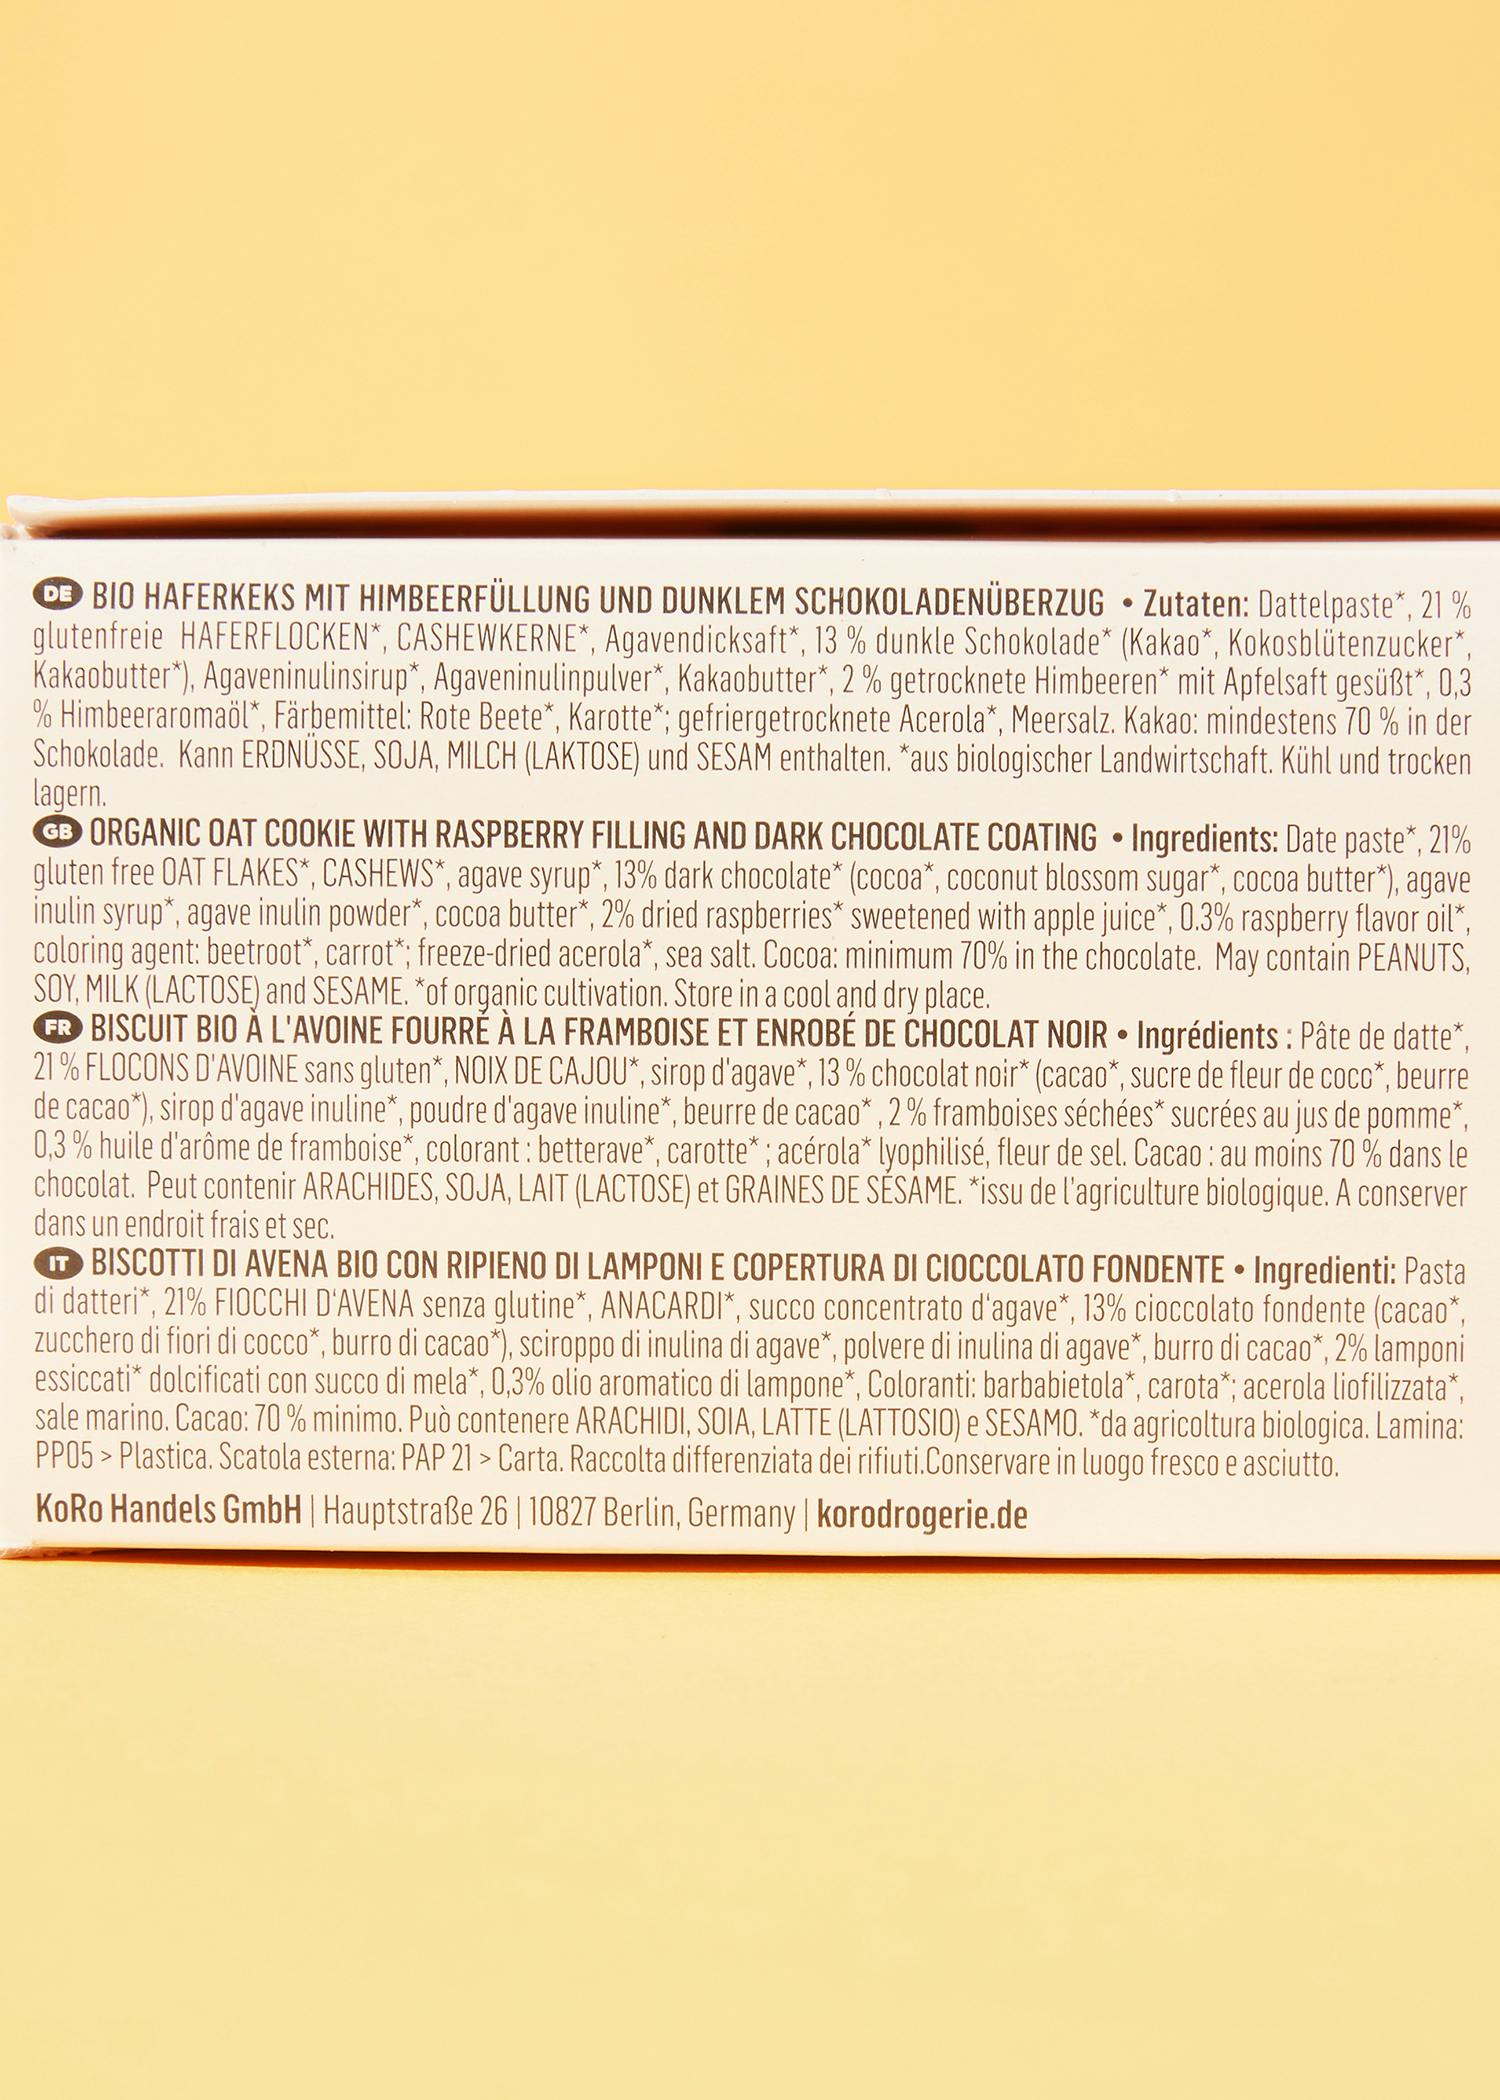 DE BIO HAFERKEKS MIT HIMBEERFÜLLUNG UND DUNKLEM SCHOKOLADENÜBERZUG • Zutaten: Dattelpaste*, 21 %
glutenfreie HAFERFLOCKEN*, CASHEWKERNE*, Agavendicksaft*, 13 % dunkle Schokolade* (Kakao*, Kokosblütenzucker*,
Kakaobutter*), Agaveninulinsirup*, Agaveninulinpulver*, Kakaobutter*, 2 % getrocknete Himbeeren* mit Apfelsaft gesüßt*, 0,3
% Himbeeraromaöl*, Färbemittel: Rote Beete*, Karotte*; gefriergetrocknete Acerola*, Meersalz. Kakao: mindestens 70 % in der
Schokolade. Kann ERDNÜSSE, SOJA, MILCH (LAKTOSE) und SESAM enthalten. *aus biologischer Landwirtschaft. Kühl und trocken
lagern.
GB ORGANIC OAT COOKIE WITH RASPBERRY FILLING AND DARK CHOCOLATE COATING • Ingredients: Date paste*, 21%
gluten free OAT FLAKES*, CASHEWS*, agave syrup*, 13% dark chocolate* (cocoa*, coconut blossom sugar*, cocoa butter*), agave
inulin syrup*, agave inulin powder*, cocoa butter*, 2% dried raspberries* sweetened with apple juice*, 0.3% raspberry flavor oil*,
coloring agent: beetroot*, carrot*; freeze-dried acerola*, sea salt. Cocoa: minimum 70% in the chocolate. May contain PEANUTS,
SOY, MILK (LACTOSE) and SESAME. *of organic cultivation. Store in a cool and dry place.
FR BISCUIT BIO À L'AVOINE FOURRÉ À LA FRAMBOISE ET ENROBÉ DE CHOCOLAT NOIR • Ingrédients : Pâte de datte*,
21 % FLOCONS D'AVOINE sans gluten*, NOIX DE CAJOU*, sirop d'agave*, 13 % chocolat noir* (cacao*, sucre de fleur de coco*, beurre
de cacao*), sirop d'agave inuline*, poudre d'agave inuline*, beurre de cacao* , 2 % framboises séchées* sucrées au jus de pomme*,
0,3 % huile d'arôme de framboise*, colorant : betterave*, carotte* ; acérola* lyophilisé, fleur de sel. Cacao : au moins 70 % dans le
chocolat. Peut contenir ARACHIDES, SOJA, LAIT (LACTOSE) et GRAINES DE SÉSAME. *issu de l'agriculture biologique. A conserver
dans un endroit frais et sec.
IT BISCOTTI DI AVENA BIO CON RIPIENO DI LAMPONI E COPERTURA DI CIOCCOLATO FONDENTE • Ingredienti: Pasta
di datteri*, 21% FIOCCHI D'AVENA senza glutine*, ANACARDI*, succo concentrato d'agave*, 13% cioccolato fondente (cacao*,
zucchero di fiori di cocco*, burro di cacao*), sciroppo di inulina di agave*, polvere di inulina di agave*, burro di cacao*, 2% lamponi
essiccati* dolcificati con succo di mela*, 0,3% olio aromatico di lampone*, Coloranti: barbabietola*, carota*; acerola liofilizzata*,
sale marino. Cacao: 70 % minimo. Può contenere ARACHIDI, SOIA, LATTE (LATTOSIO) e SESAMO. *da agricoltura biologica. Lamina:
PP05 > Plastica. Scatola esterna: PAP 21 > Carta. Raccolta differenziata dei rifiuti.Conservare in luogo fresco e asciutto.
KoRo Handels GmbH | Hauptstraße 26 | 10827 Berlin, Germany | korodrogerie.de